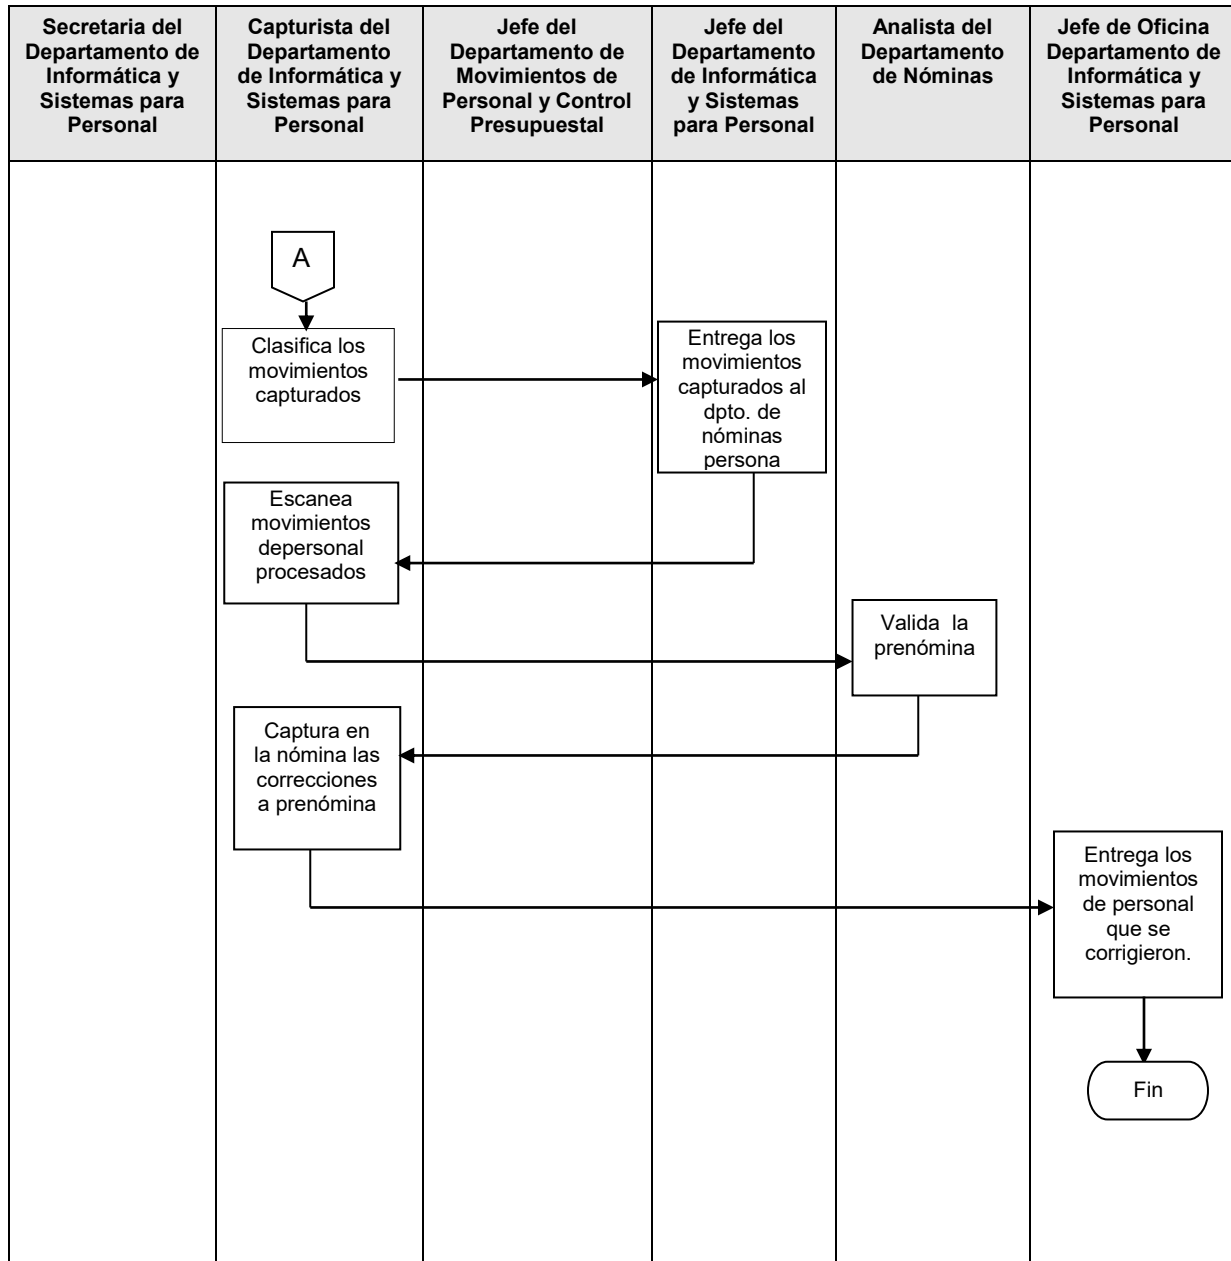 Secretaria del
Departamento de
Informática y
Sistemas para
Personal
Capturista del
Departamento
de Informática y
Sistemas para
Personal
Jefe del
Departamento de
Movimientos de
Personal y Control
Presupuestal
Jefe del
Departamento
de Informática
y Sistemas
para Personal
Analista del
Departamento
de Nóminas
Jefe de Oficina
Departamento de
Informática y
Sistemas para
Personal
A
Clasifica los
movimientos
capturados
Entrega los
movimientos
capturados al
dpto. de
nóminas
persona
Escanea
movimientos
depersonal
procesados
Valida la
prenómina
Captura en
la nómina las
correcciones
a prenómina
Entrega los
movimientos
de personal
que se
corrigieron.
Fin